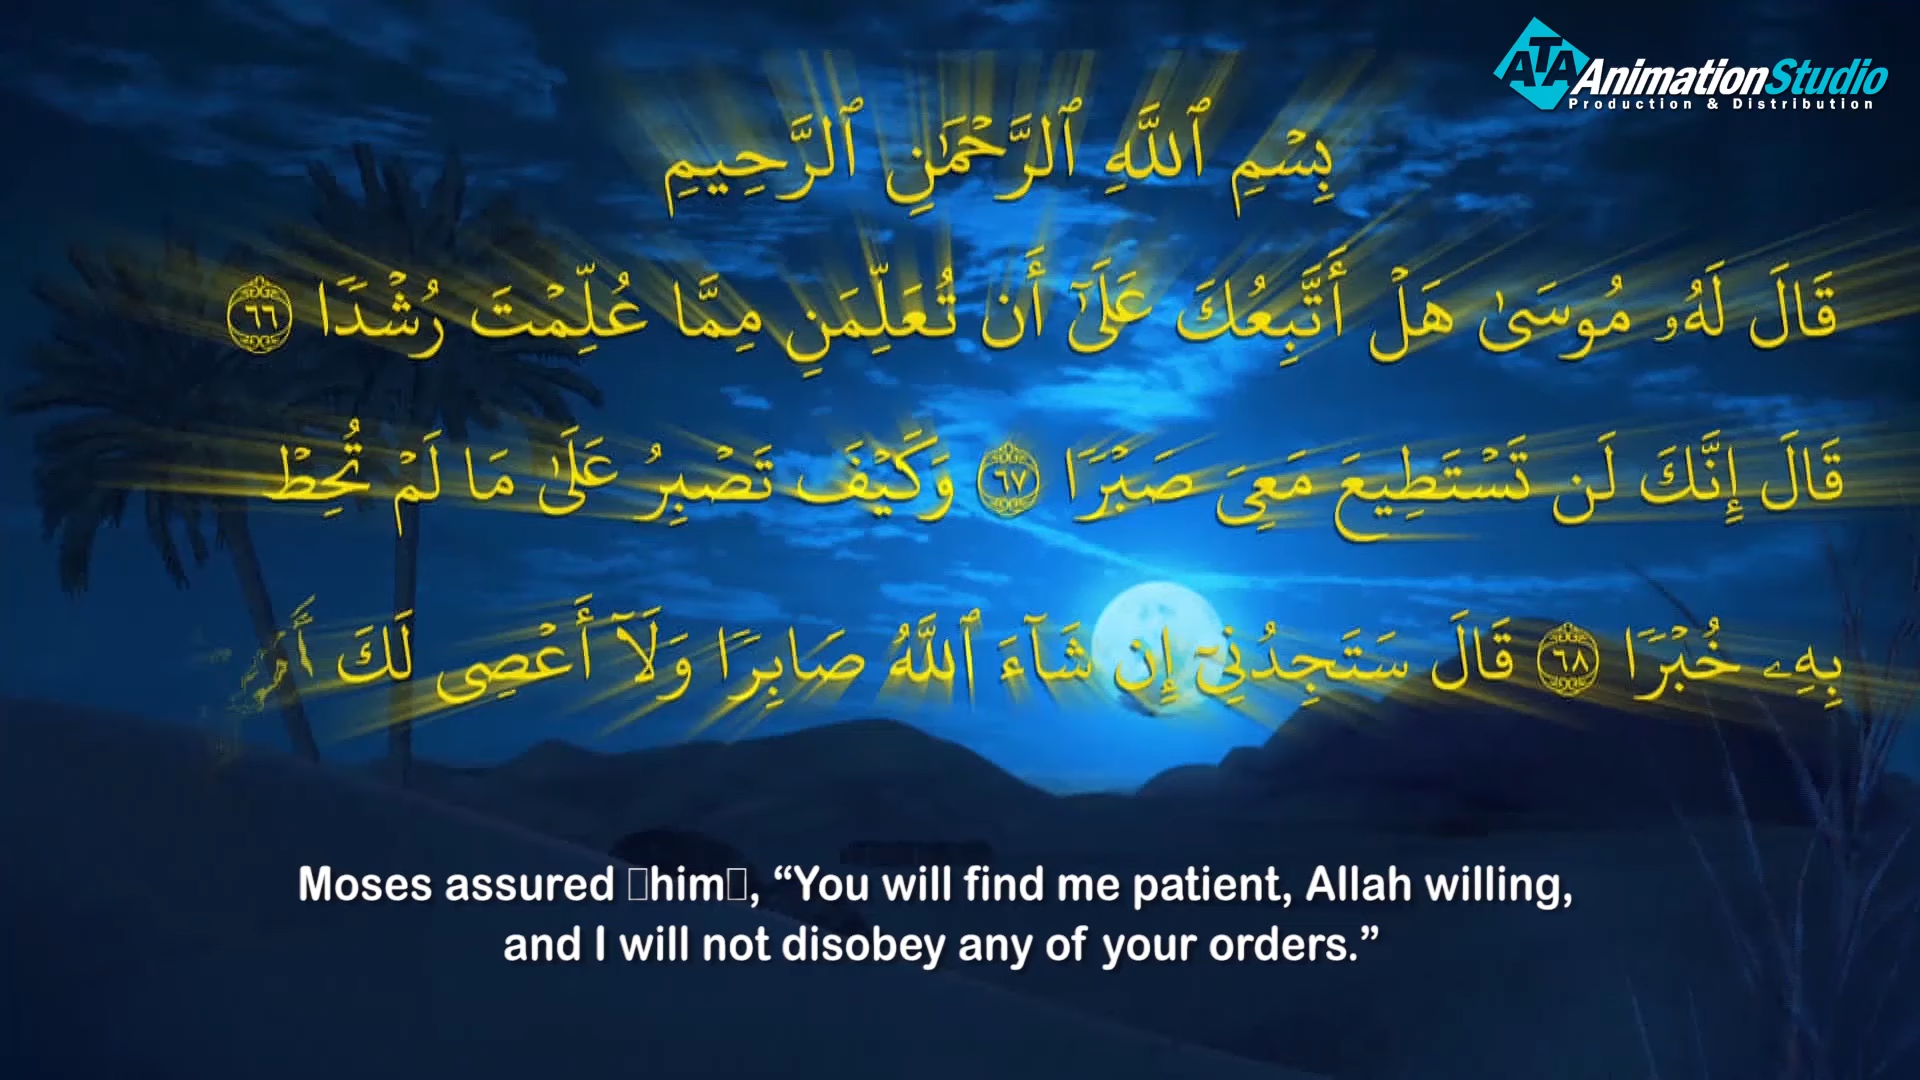 ATA AnimationStudio
Production & Distribution
بِسْمِ ٱللَّهِ ٱلرَّحْمَٰنِ ٱلرَّحِيمِ
قَالَ لَهُۥ مُوسَىٰ هَلْ أَتَّبِعُكَ عَلَىٰٓ أَن تُعَلِّمَنِ مِمَّا عُلِّمْتَ رُشْدًا ٦٦
قَالَ إِنَّكَ لَن تَسْتَطِيعَ مَعِىَ صَبْرًا ٦٧ وَكَيْفَ تَصْبِرُ عَلَىٰ مَا لَمْ تُحِطْ
بِهِۦ خُبْرًا ٦٨ قَالَ سَتَجِدُنِىٓ إِن شَآءَ ٱللَّهُ صَابِرًا وَلَآ أَعْصِى لَكَ
Moses assured him, “You will find me patient, Allah willing,
and I will not disobey any of your orders.”